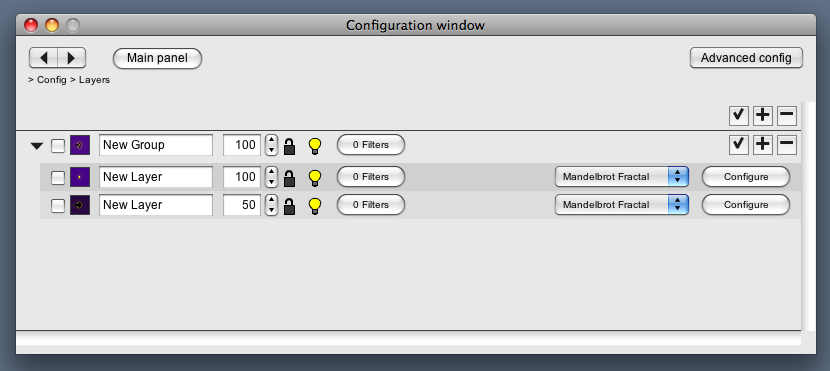 Configuration window
Main panel
Advanced config
> Config > Layers
New Group 100 0 Filters
New Layer 100 0 Filters Mandelbrot Fractal Configure
New Layer 50 0 Filters Mandelbrot Fractal Configure